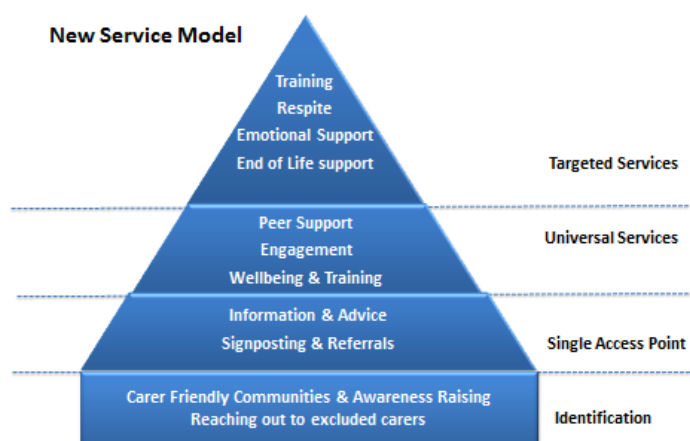 New Service Model
Training
Respite
Emotional Support
End of Life support
Targeted Services
Peer Support
Engagement
Wellbeing & Training
Universal Services
Information & Advice
Signposting & Referrals
Single Access Point
Carer Friendly Communities & Awareness Raising
Reaching out to excluded carers
Identification